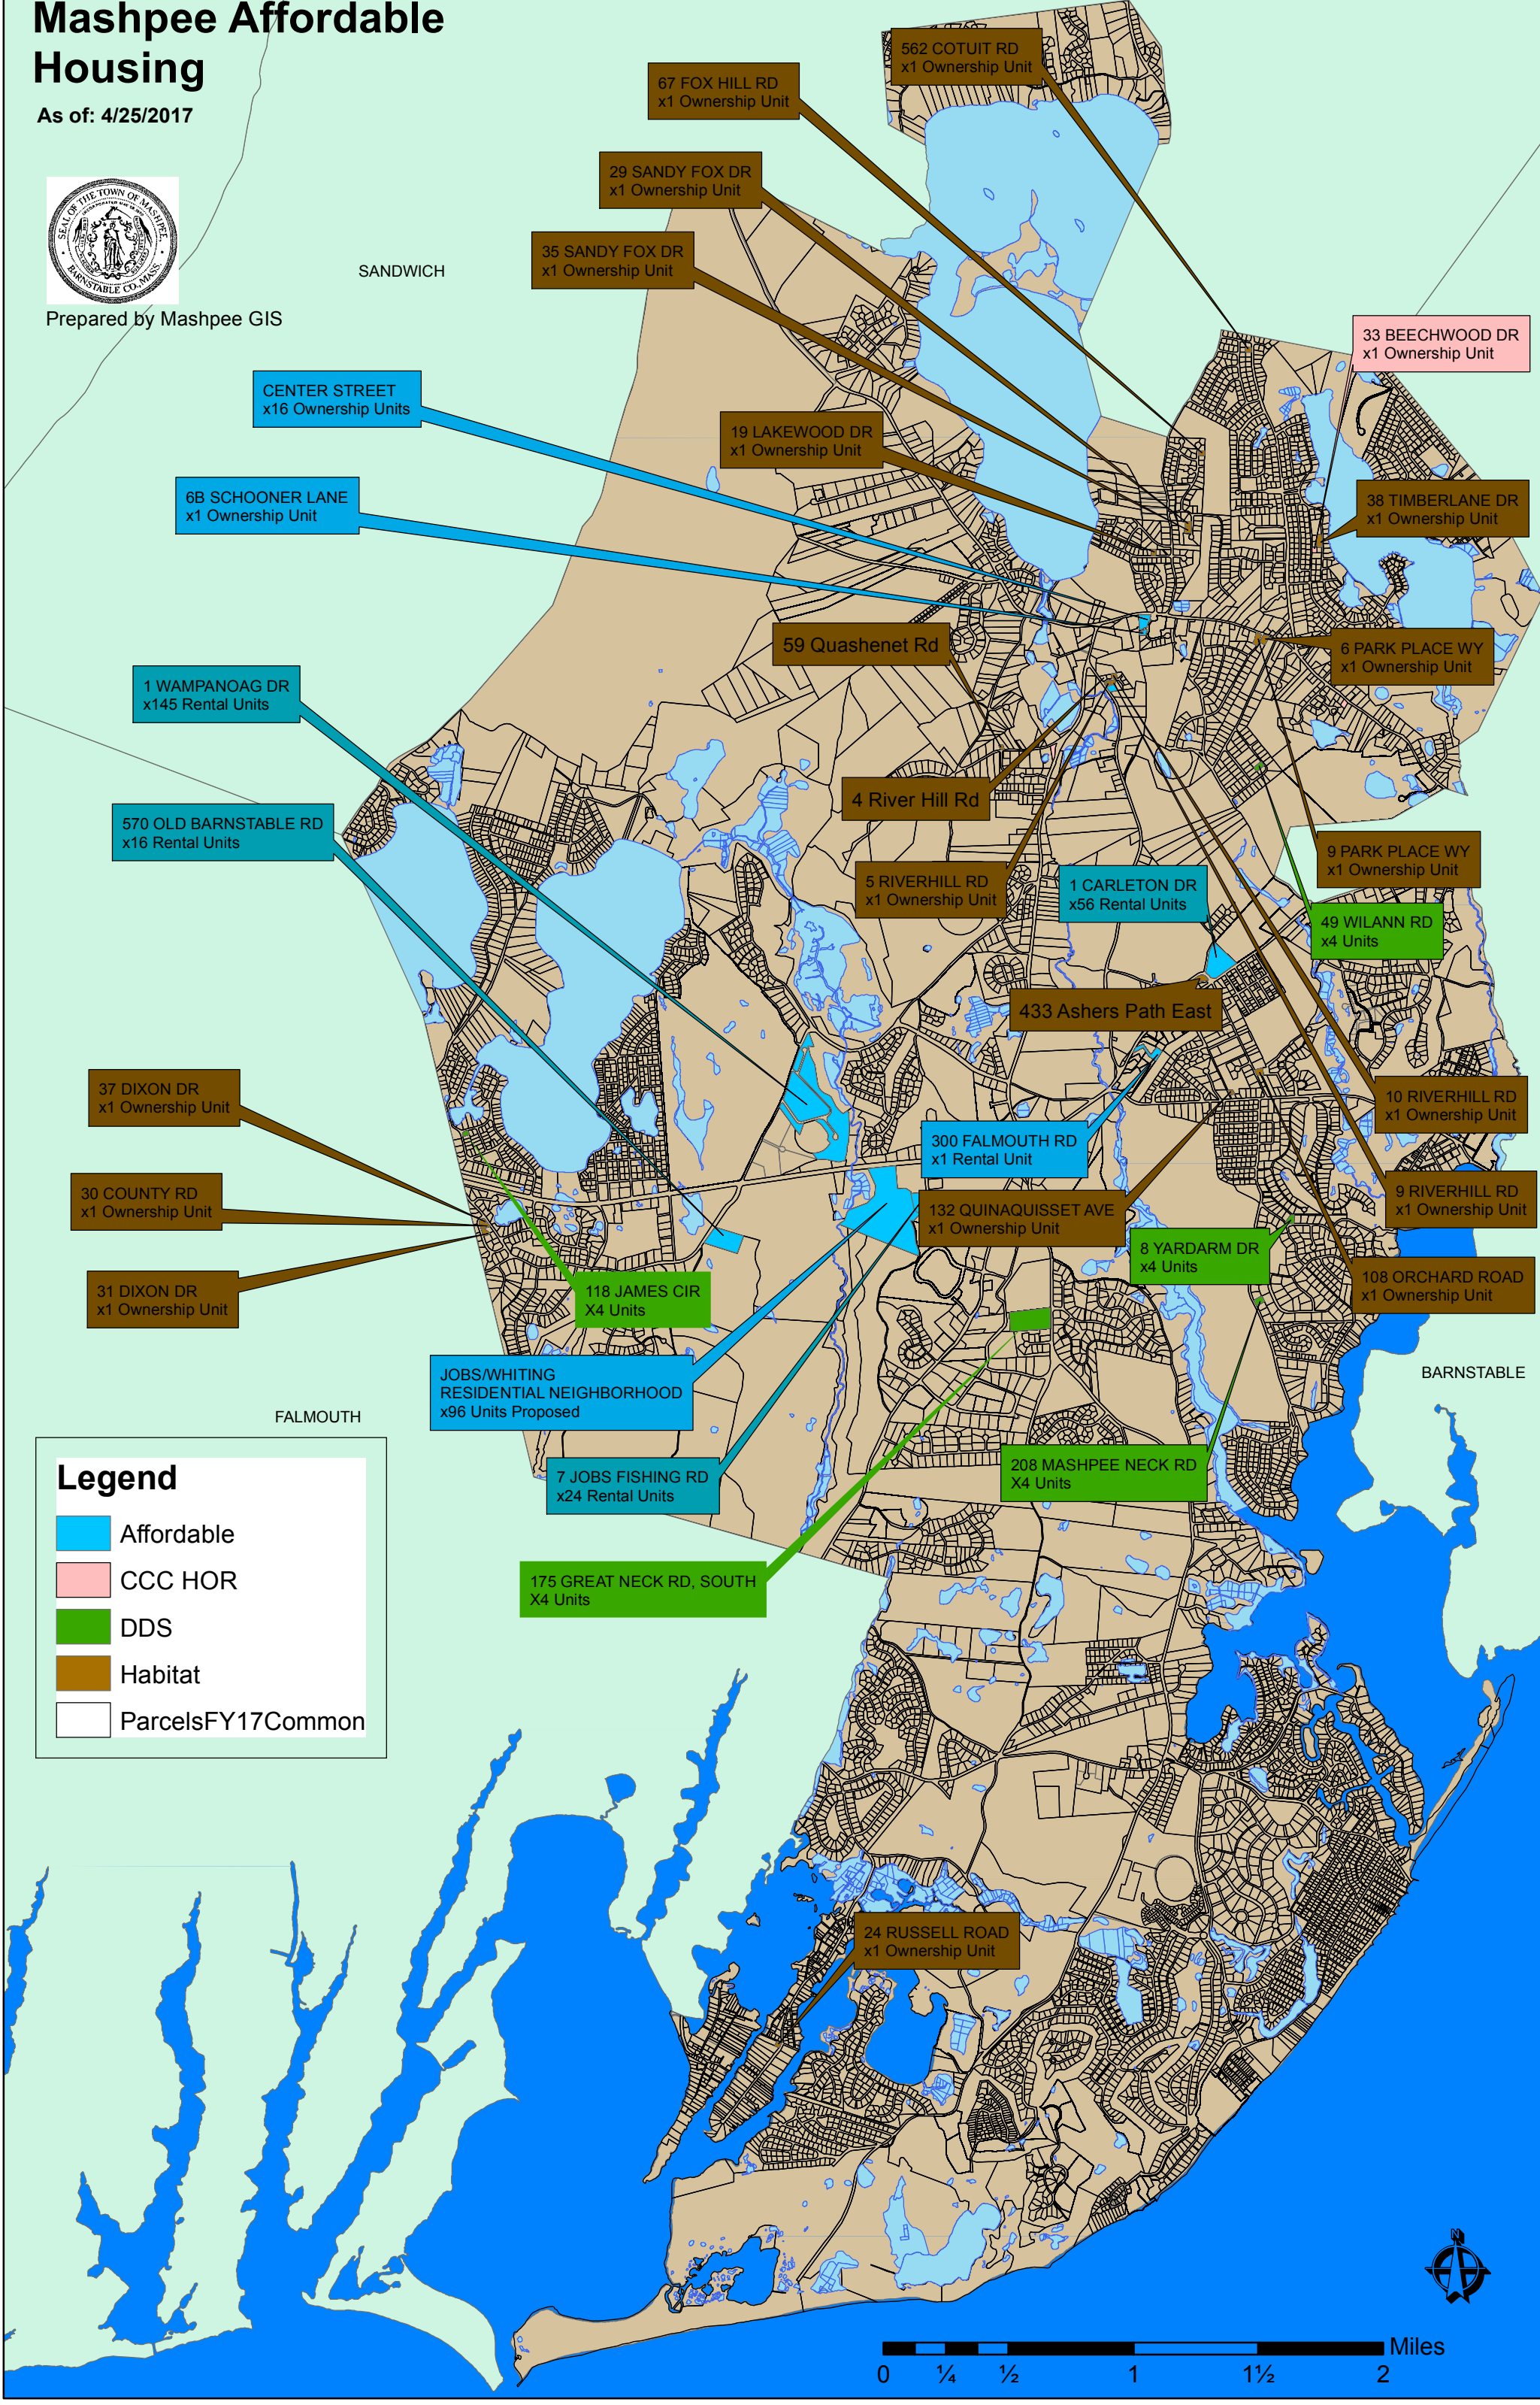 Mashpee Affordable
Housing
As of: 4/25/2017
SEAL OF THE TOWN OF MASHPEE,
BARNSTABLE CO., MASS.
Prepared by Mashpee GIS
SANDWICH
562 COTUIT RD
x1 Ownership Unit
67 FOX HILL RD
x1 Ownership Unit
29 SANDY FOX DR
x1 Ownership Unit
35 SANDY FOX DR
x1 Ownership Unit
33 BEECHWOOD DR
x1 Ownership Unit
CENTER STREET
x16 Ownership Units
19 LAKEWOOD DR
x1 Ownership Unit
6B SCHOONER LANE
x1 Ownership Unit
38 TIMBERLANE DR
x1 Ownership Unit
59 Quashenet Rd
6 PARK PLACE WY
x1 Ownership Unit
1 WAMPANOAG DR
x145 Rental Units
4 River Hill Rd
570 OLD BARNSTABLE RD
x16 Rental Units
9 PARK PLACE WY
x1 Ownership Unit
5 RIVERHILL RD
x1 Ownership Unit
1 CARLETON DR
x56 Rental Units
49 WILANN RD
x4 Units
433 Ashers Path East
37 DIXON DR
x1 Ownership Unit
10 RIVERHILL RD
x1 Ownership Unit
300 FALMOUTH RD
x1 Rental Unit
30 COUNTY RD
x1 Ownership Unit
9 RIVERHILL RD
x1 Ownership Unit
132 QUINAQUISSET AVE
x1 Ownership Unit
8 YARDARM DR
x4 Units
31 DIXON DR
x1 Ownership Unit
118 JAMES CIR
X4 Units
108 ORCHARD ROAD
x1 Ownership Unit
JOBS/WHITING
RESIDENTIAL NEIGHBORHOOD
x96 Units Proposed
BARNSTABLE
FALMOUTH
7 JOBS FISHING RD
x24 Rental Units
208 MASHPEE NECK RD
X4 Units
175 GREAT NECK RD, SOUTH
X4 Units
Legend
Affordable
CCC HOR
DDS
Habitat
ParcelsFY17Common
24 RUSSELL ROAD
x1 Ownership Unit
N
Miles
0 ¼ ½ 1 1½ 2